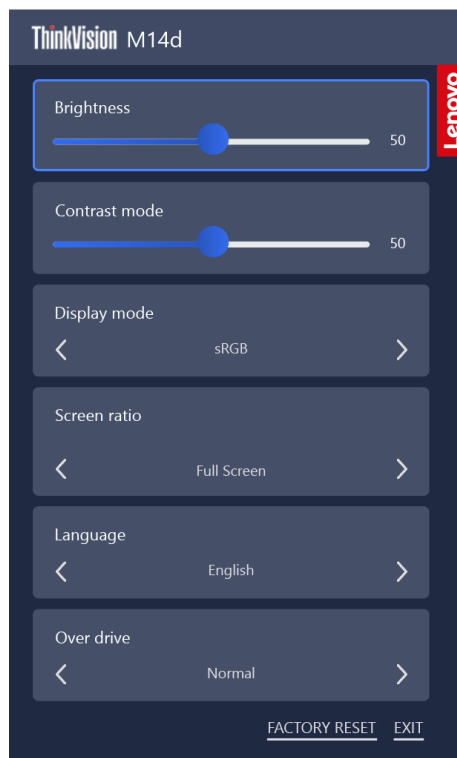 ThinkVision M14d
Lenovo
Brightness
50
Contrast mode
50
Display mode
sRGB
Screen ratio
Full Screen
Language
English
Over drive
Normal
FACTORY RESET EXIT